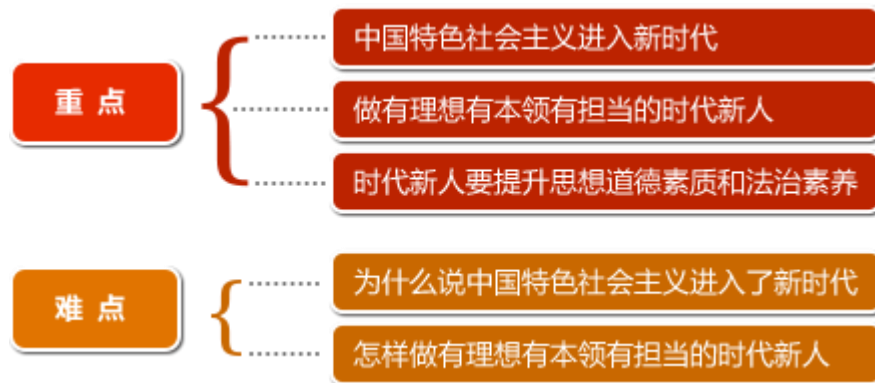 重点
中国特色社会主义进入新时代
做有理想有本领有担当的时代新人
时代新人要提升思想道德素质和法治素养
难点
为什么说中国特色社会主义进入了新时代
怎样做有理想有本领有担当的时代新人